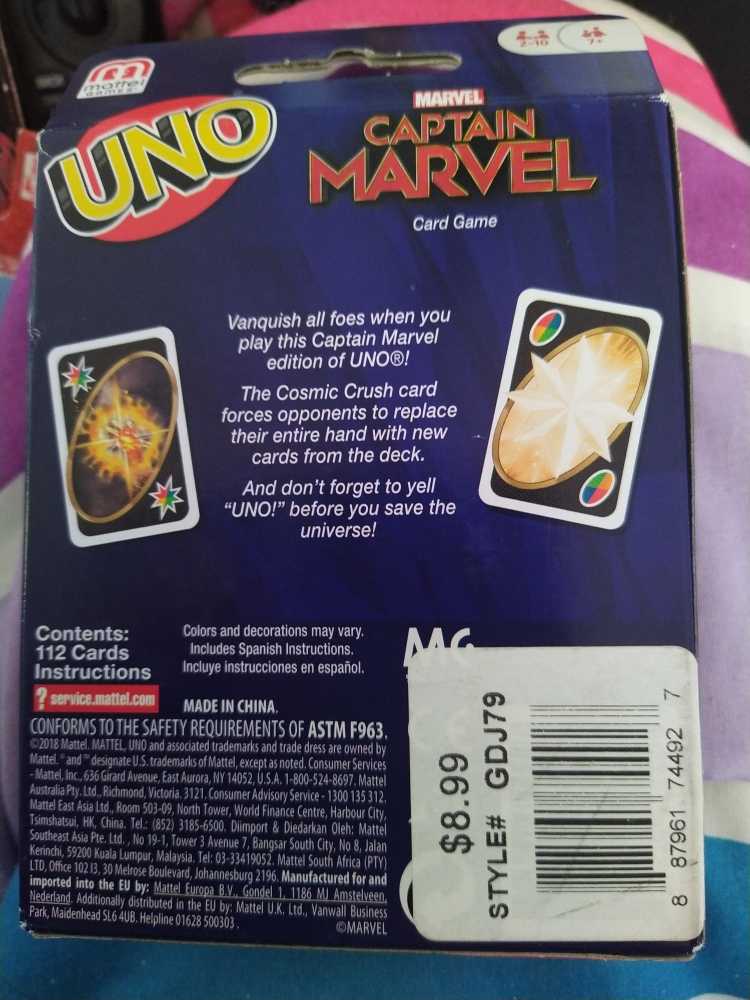 mattel
games
2-10
7+
UNO
MARVEL
CAPTAIN
MARVEL
Card Game
Vanquish all foes when you
play this Captain Marvel
edition of UNO®!
The Cosmic Crush card
forces opponents to replace
their entire hand with new
cards from the deck.
And don't forget to yell
“UNO!” before you save the
universe!
Contents:
112 Cards
Instructions
? service.mattel.com
Colors and decorations may vary.
Includes Spanish Instructions.
Incluye instrucciones en español.
MADE IN CHINA.
CONFORMS TO THE SAFETY REQUIREMENTS OF ASTM F963.
©2018 Mattel. MATTEL, UNO and associated trademarks and trade dress are owned by
Mattel. ® and ™ designate U.S. trademarks of Mattel, except as noted. Consumer Services
- Mattel, Inc., 636 Girard Avenue, East Aurora, NY 14052, U.S.A. 1-800-524-8697. Mattel
Australia Pty. Ltd., Richmond, Victoria. 3121. Consumer Advisory Service - 1300 135 312.
Mattel East Asia Ltd., Room 503-09, North Tower, World Finance Centre, Harbour City,
Tsimshatsui, HK, China. Tel.: (852) 3185-6500. Diimport & Diedarkan Oleh: Mattel
Southeast Asia Pte. Ltd., No 19-1, Tower 3 Avenue 7, Bangsar South City, No 8, Jalan
Kerinchi, 59200 Kuala Lumpur, Malaysia. Tel: 03-33419052. Mattel South Africa (PTY)
LTD, Office 102 I3, 30 Melrose Boulevard, Johannesburg 2196. Manufactured for and
imported into the EU by: Mattel Europa B.V., Gondel 1, 1186 MJ Amstelveen,
Nederland. Additionally distributed in the EU by: Mattel U.K. Ltd., Vanwall Business
Park, Maidenhead SL6 4UB. Helpline 01628 500303.
©MARVEL
$8.99
STYLE# GDJ79
8 87961 74492 7